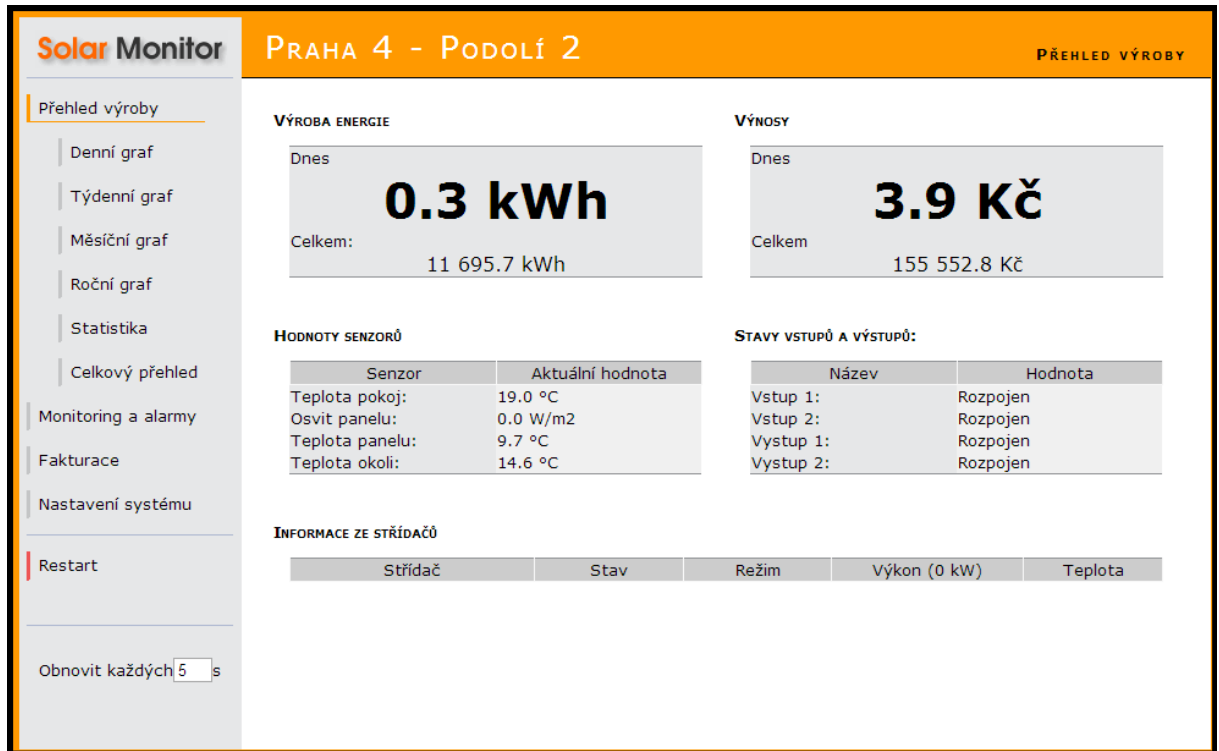 Solar Monitor
Praha 4 - Podolí 2
Přehled výroby
Přehled výroby
Denní graf
Týdenní graf
Měsíční graf
Roční graf
Statistika
Celkový přehled
Monitoring a alarmy
Fakturace
Nastavení systému
Restart
Obnovit každých 5 s
Výroba energie
Dnes
0.3 kWh
Celkem:
11 695.7 kWh
Výnosy
Dnes
3.9 Kč
Celkem
155 552.8 Kč
Hodnoty senzorů
Senzor Aktuální hodnota
Teplota pokoj: 19.0 °C
Osvit panelu: 0.0 W/m2
Teplota panelu: 9.7 °C
Teplota okoli: 14.6 °C
Stavy vstupů a výstupů:
Název Hodnota
Vstup 1: Rozpojen
Vstup 2: Rozpojen
Vystup 1: Rozpojen
Vystup 2: Rozpojen
Informace ze střídačů
Střídač Stav Režim Výkon (0 kW) Teplota